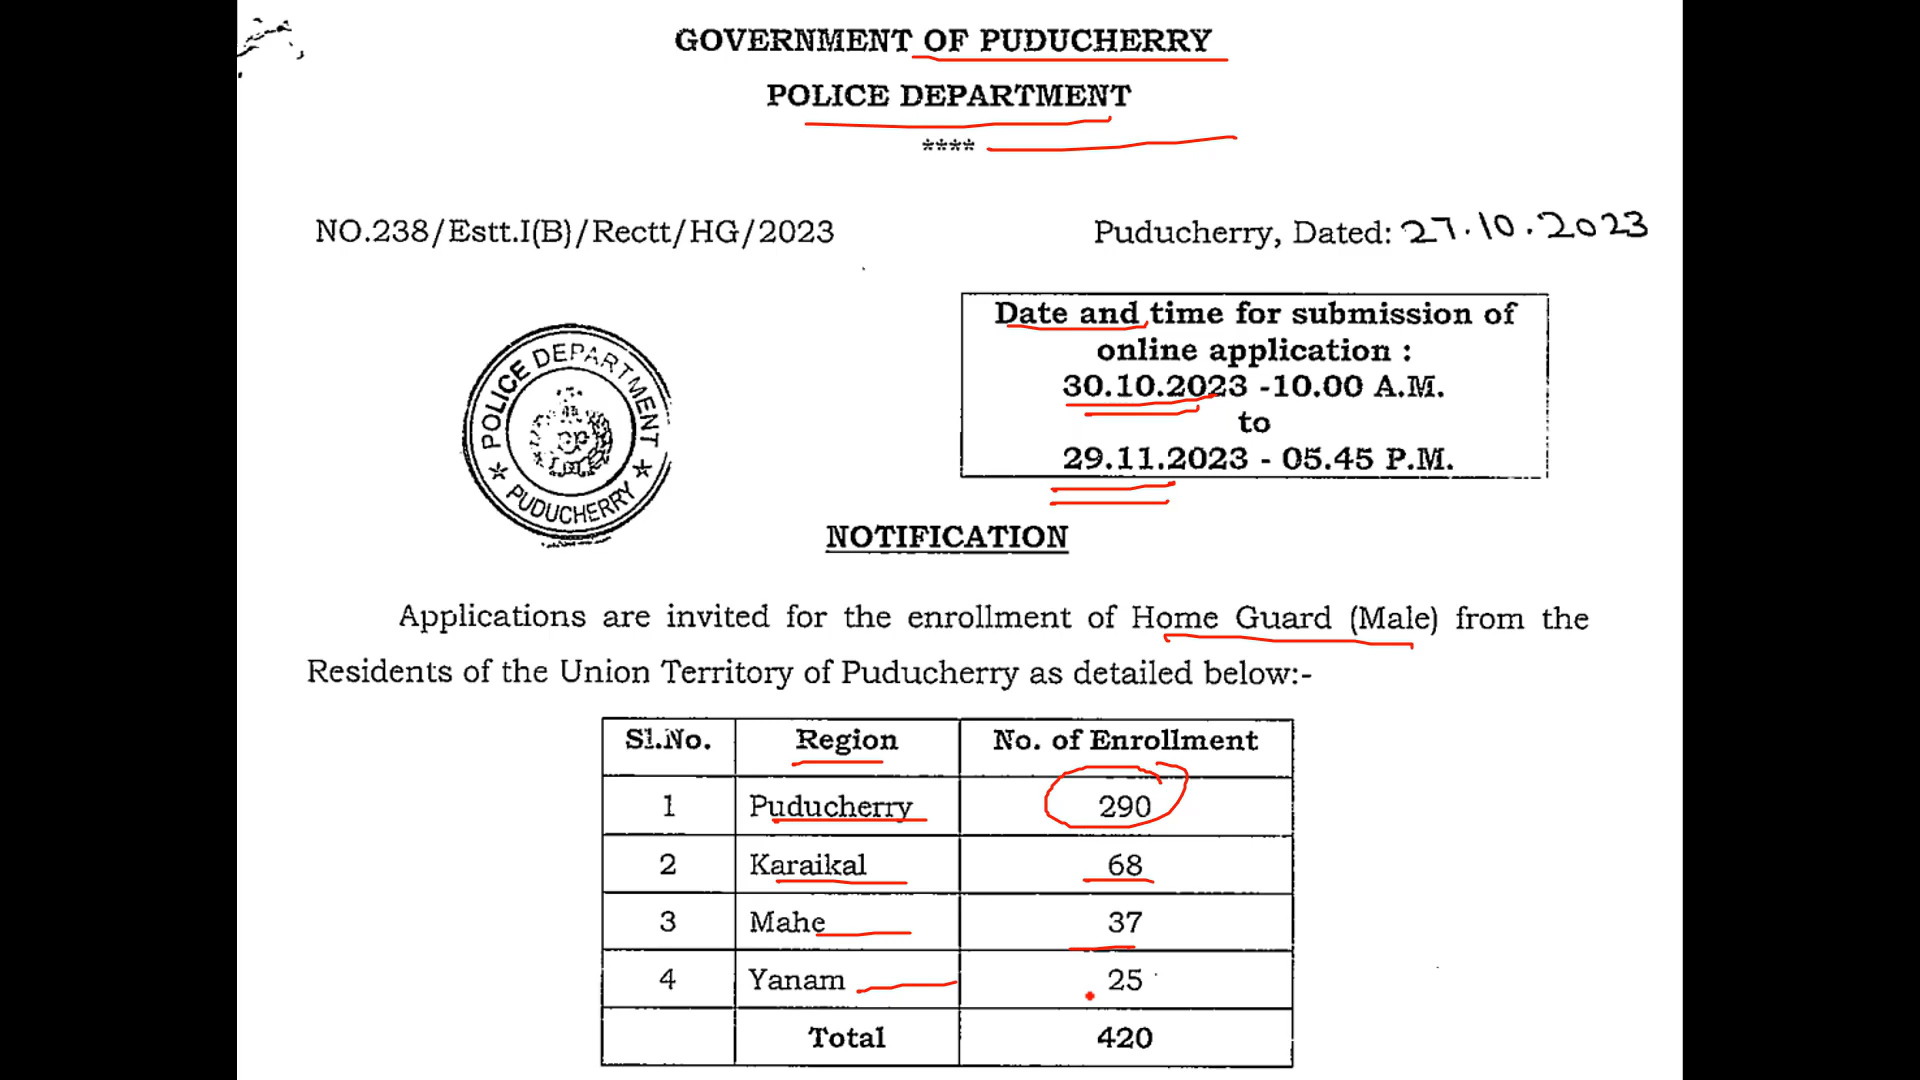 GOVERNMENT OF PUDUCHERRY
POLICE DEPARTMENT
****
NO.238/Estt.I(B)/Rectt/HG/2023 Puducherry, Dated: 27.10.2023
Date and time for submission of
online application :
30.10.2023 -10.00 A.M.
to
29.11.2023 - 05.45 P.M.
POLICE DEPARTMENT
PUDUCHERRY
NOTIFICATION
Applications are invited for the enrollment of Home Guard (Male) from the
Residents of the Union Territory of Puducherry as detailed below:-
Sl.No. Region No. of Enrollment
1 Puducherry 290
2 Karaikal 68
3 Mahe 37
4 Yanam 25
Total 420